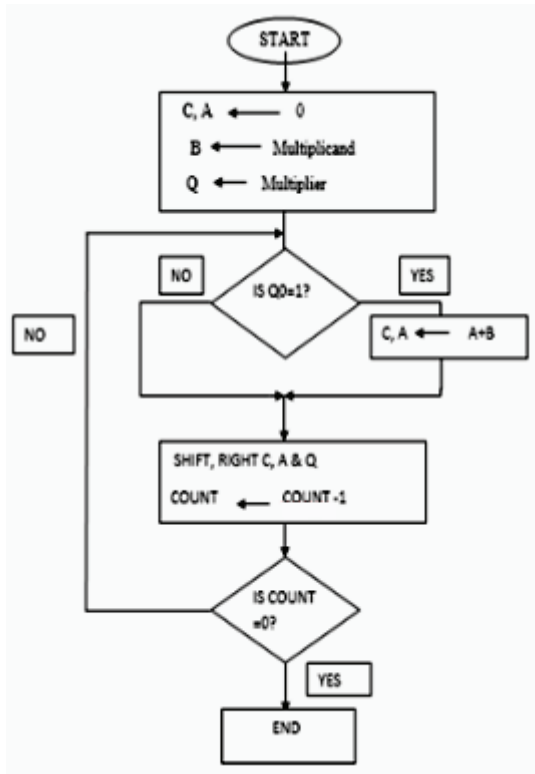 START
C, A ← 0
B ← Multiplicand
Q ← Multiplier
NO
IS Q0=1?
YES
NO
C, A ← A+B
SHIFT, RIGHT C, A & Q
COUNT ← COUNT -1
IS COUNT
=0?
YES
END